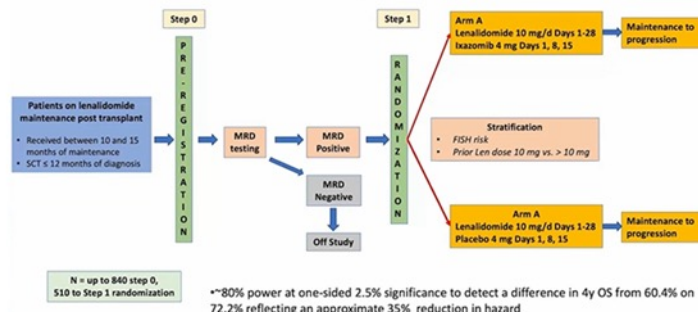 Step 0
Step 1
PRE-REGISTRATION
RANDOMIZATION
Patients on lenalidomide
maintenance post transplant
• Received between 10 and 15
months of maintenance
• SCT ≤ 12 months of diagnosis
MRD
testing
MRD
Positive
MRD
Negative
Off Study
Arm A
Lenalidomide 10 mg/d Days 1-28
Ixazomib 4 mg Days 1, 8, 15
Maintenance to
progression
Stratification
• FISH risk
• Prior Len dose 10 mg vs. > 10 mg
Arm A
Lenalidomide 10 mg/d Days 1-28
Placebo 4 mg Days 1, 8, 15
Maintenance to
progression
N = up to 840 step 0,
510 to Step 1 randomization
•~80% power at one-sided 2.5% significance to detect a difference in 4y OS from 60.4% on
72.2% reflecting an approximate 35% reduction in hazard